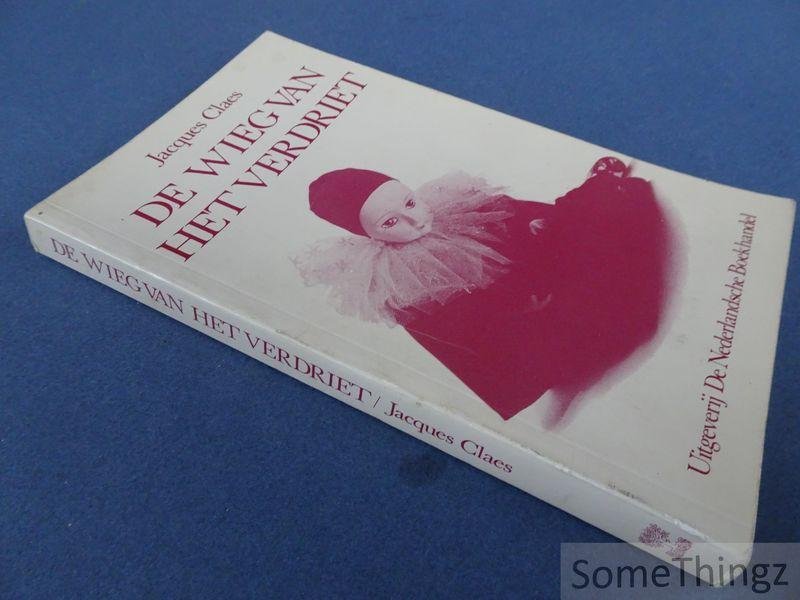 Jacques Claes
DE WIEG VAN
HET VERDRIET
Uitgeverij De Nederlandsche Boekhandel
DE WIEG VAN HET VERDRIET / Jacques Claes
SomeThingz